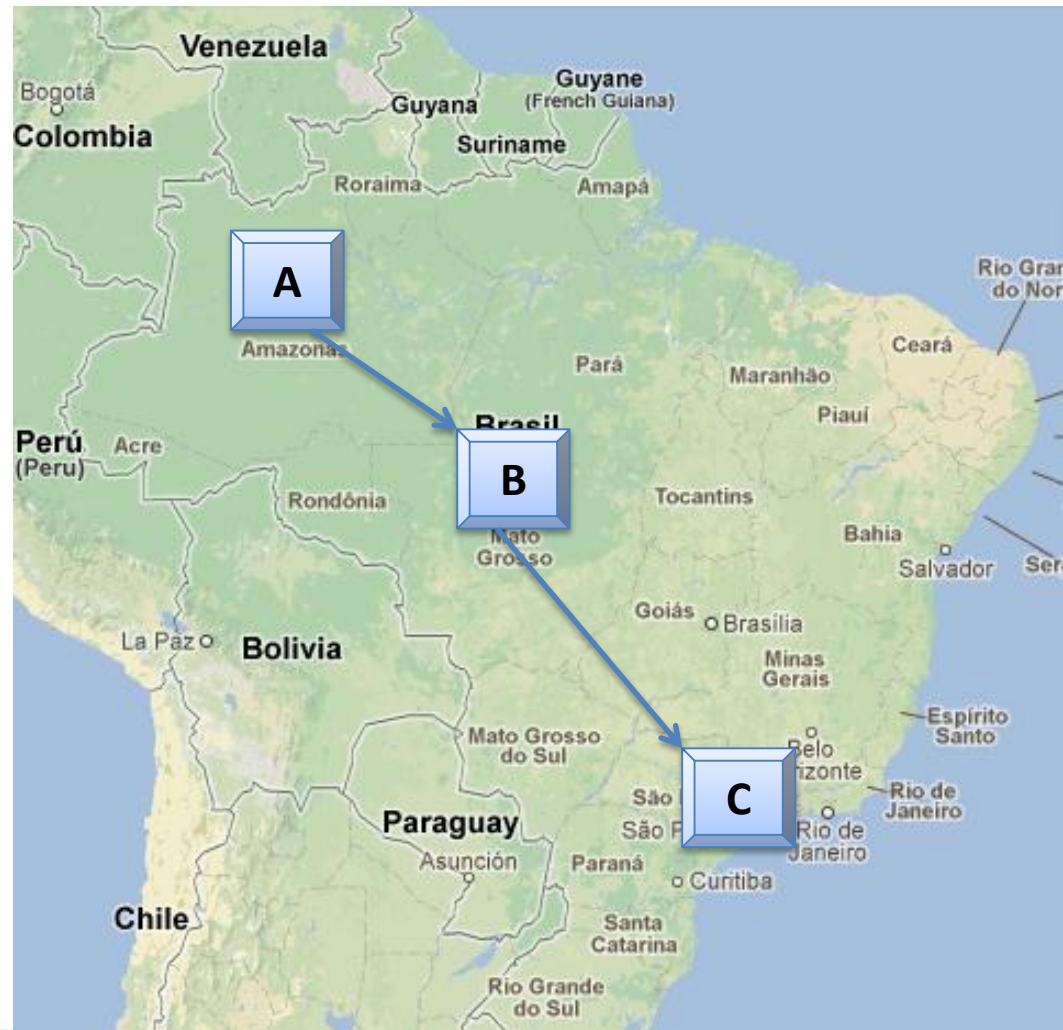 Venezuela
Bogotá
Colombia
Guyana
Guyane
(French Guiana)
Suriname
Roraima
Amapá
A
Amazonas
Rio Gran
do Nor
Ceará
Pará
Maranhão
Piauí
Perú
(Peru)
Acre
Brasil
B
Rondônia
Tocantins
Mato
Grosso
Bahia
Salvador
Ser
Goiás
Brasília
La Paz
Bolivia
Minas
Gerais
Mato Grosso
do Sul
Espírito
Santo
Belo
rizonte
C
São
São P
Rio de
Janeiro
Rio de
Janeiro
Paraguay
Asunción
Paraná
Curitiba
Chile
Santa
Catarina
Rio Grande
do Sul